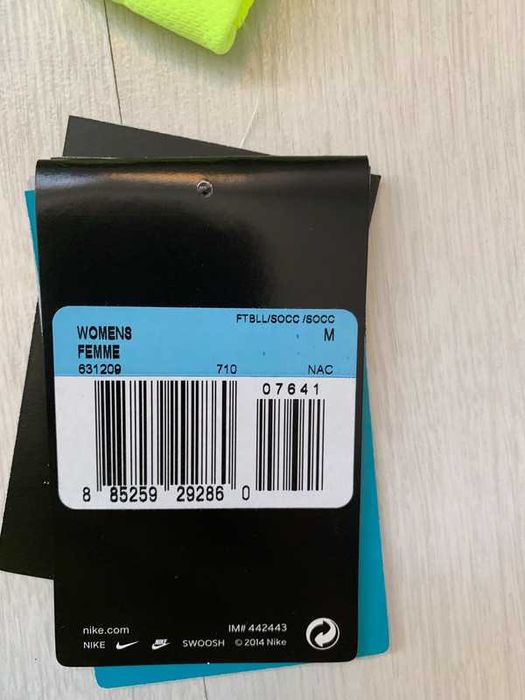 FTBLL/SOCC /SOCC
WOMENS M
FEMME
631209 710 NAC
07641
8 85259 29286 0
nike.com IM# 442443
NIKE SWOOSH © 2014 Nike